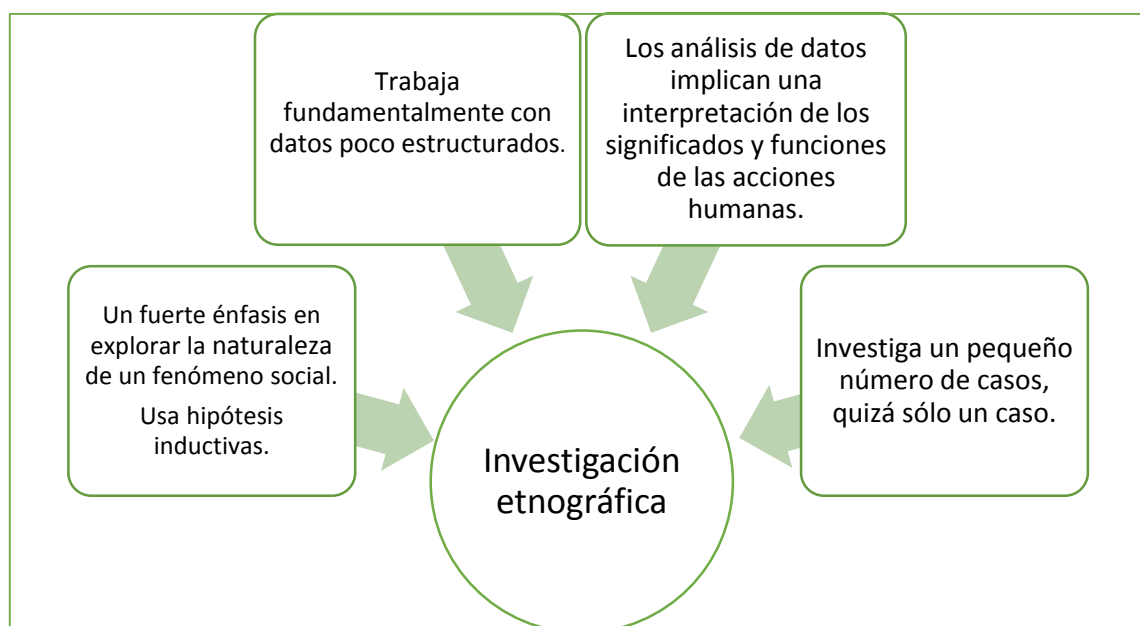 Trabaja
fundamentalmente con
datos poco estructurados.
Los análisis de datos
implican una
interpretación de los
significados y funciones
de las acciones
humanas.
Un fuerte énfasis en
explorar la naturaleza
de un fenómeno social.
Usa hipótesis
inductivas.
Investiga un pequeño
número de casos,
quizá sólo un caso.
Investigación
etnográfica